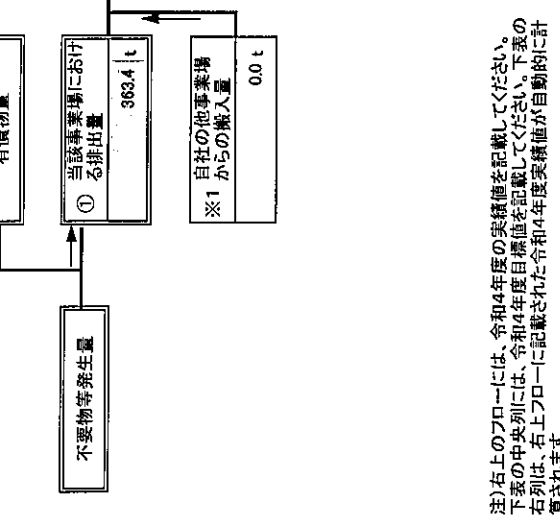 不要物等発生量
有償物量
① 当該事業場におけ
る排出量
363.4 t
※1 自社の他事業場
からの搬入量
0.0 t
注)右上のフローには、令和4年度の実績値を記載してください。
下表の中央列には、令和4年度目標値を記載してください。下表の
右列は、右上フローに記載された令和4年度実績値が自動的に計
算されます。